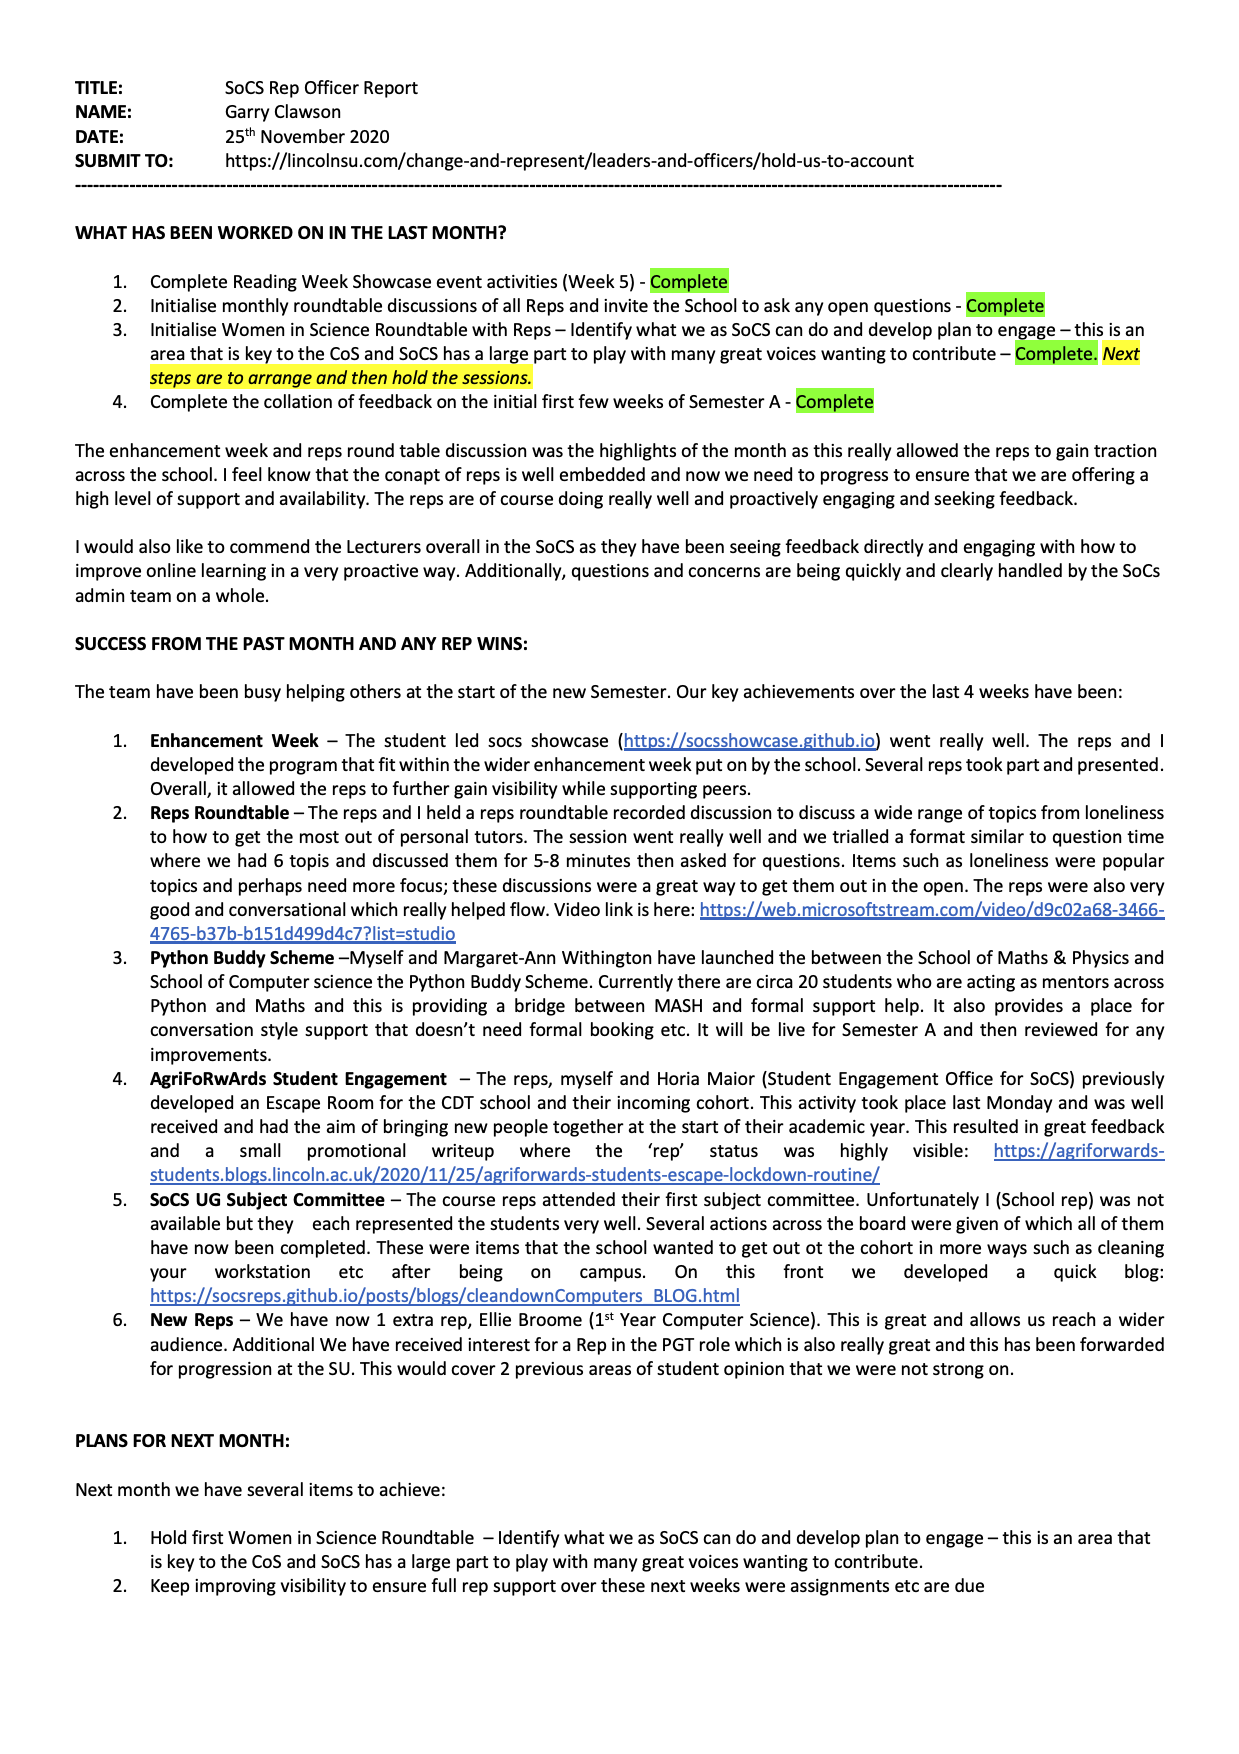 TITLE: SoCS Rep Officer Report
NAME: Garry Clawson
DATE: 25th November 2020
SUBMIT TO: https://lincolnsu.com/change-and-represent/leaders-and-officers/hold-us-to-account
-----------------------------------------------------------------------------------------------------------------------------------------------------------
WHAT HAS BEEN WORKED ON IN THE LAST MONTH?
1. Complete Reading Week Showcase event activities (Week 5) - Complete
2. Initialise monthly roundtable discussions of all Reps and invite the School to ask any open questions - Complete
3. Initialise Women in Science Roundtable with Reps – Identify what we as SoCS can do and develop plan to engage – this is an
area that is key to the CoS and SoCS has a large part to play with many great voices wanting to contribute – Complete. Next
steps are to arrange and then hold the sessions.
4. Complete the collation of feedback on the initial first few weeks of Semester A - Complete
The enhancement week and reps round table discussion was the highlights of the month as this really allowed the reps to gain traction
across the school. I feel know that the conapt of reps is well embedded and now we need to progress to ensure that we are offering a
high level of support and availability. The reps are of course doing really well and proactively engaging and seeking feedback.
I would also like to commend the Lecturers overall in the SoCS as they have been seeing feedback directly and engaging with how to
improve online learning in a very proactive way. Additionally, questions and concerns are being quickly and clearly handled by the SoCs
admin team on a whole.
SUCCESS FROM THE PAST MONTH AND ANY REP WINS:
The team have been busy helping others at the start of the new Semester. Our key achievements over the last 4 weeks have been:
1. Enhancement Week – The student led socs showcase (https://socsshowcase.github.io) went really well. The reps and I
developed the program that fit within the wider enhancement week put on by the school. Several reps took part and presented.
Overall, it allowed the reps to further gain visibility while supporting peers.
2. Reps Roundtable – The reps and I held a reps roundtable recorded discussion to discuss a wide range of topics from loneliness
to how to get the most out of personal tutors. The session went really well and we trialled a format similar to question time
where we had 6 topis and discussed them for 5-8 minutes then asked for questions. Items such as loneliness were popular
topics and perhaps need more focus; these discussions were a great way to get them out in the open. The reps were also very
good and conversational which really helped flow. Video link is here: https://web.microsoftstream.com/video/d9c02a68-3466-
4765-b37b-b151d499d4c7?list=studio
3. Python Buddy Scheme –Myself and Margaret-Ann Withington have launched the between the School of Maths & Physics and
School of Computer science the Python Buddy Scheme. Currently there are circa 20 students who are acting as mentors across
Python and Maths and this is providing a bridge between MASH and formal support help. It also provides a place for
conversation style support that doesn’t need formal booking etc. It will be live for Semester A and then reviewed for any
improvements.
4. AgriFoRwArds Student Engagement – The reps, myself and Horia Maior (Student Engagement Office for SoCS) previously
developed an Escape Room for the CDT school and their incoming cohort. This activity took place last Monday and was well
received and had the aim of bringing new people together at the start of their academic year. This resulted in great feedback
and a small promotional writeup where the ‘rep’ status was highly visible: https://agriforwards-
students.blogs.lincoln.ac.uk/2020/11/25/agriforwards-students-escape-lockdown-routine/
5. SoCS UG Subject Committee – The course reps attended their first subject committee. Unfortunately I (School rep) was not
available but they each represented the students very well. Several actions across the board were given of which all of them
have now been completed. These were items that the school wanted to get out ot the cohort in more ways such as cleaning
your workstation etc after being on campus. On this front we developed a quick blog:
https://socsreps.github.io/posts/blogs/cleandownComputers_BLOG.html
6. New Reps – We have now 1 extra rep, Ellie Broome (1st Year Computer Science). This is great and allows us reach a wider
audience. Additional We have received interest for a Rep in the PGT role which is also really great and this has been forwarded
for progression at the SU. This would cover 2 previous areas of student opinion that we were not strong on.
PLANS FOR NEXT MONTH:
Next month we have several items to achieve:
1. Hold first Women in Science Roundtable – Identify what we as SoCS can do and develop plan to engage – this is an area that
is key to the CoS and SoCS has a large part to play with many great voices wanting to contribute.
2. Keep improving visibility to ensure full rep support over these next weeks were assignments etc are due